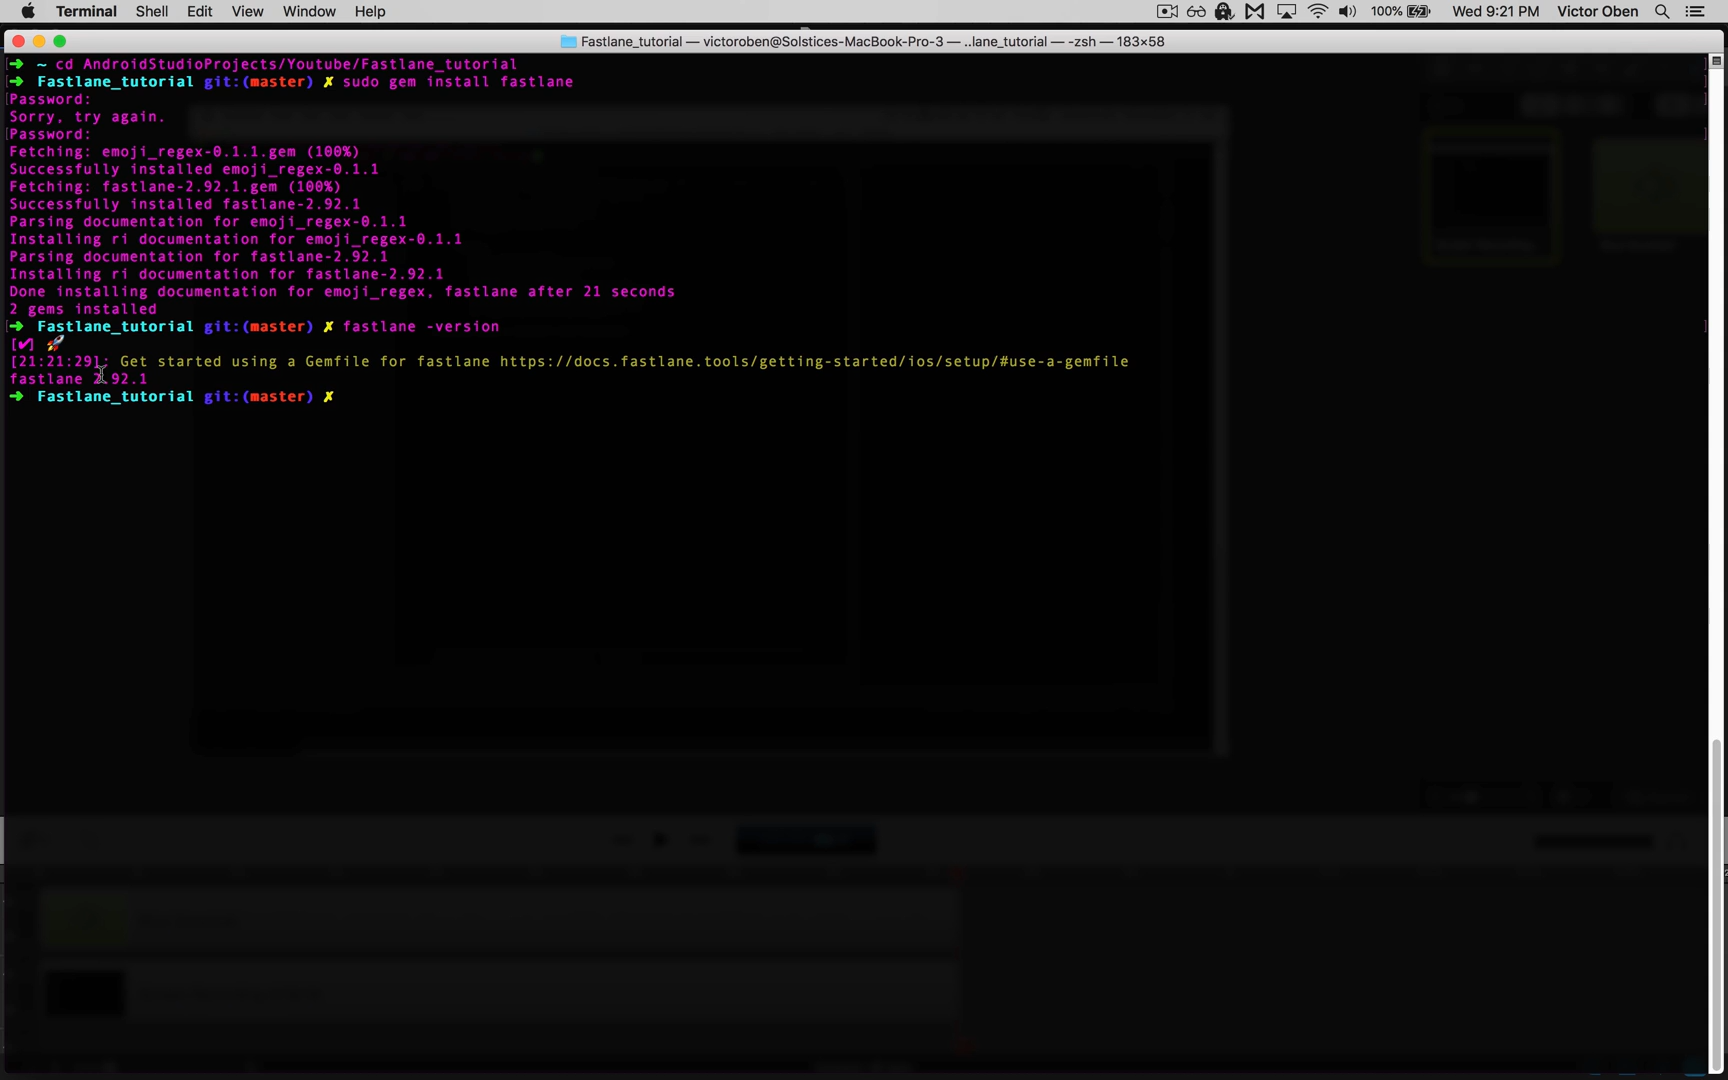 Terminal Shell Edit View Window Help 100% Wed 9:21 PM Victor Oben
Fastlane_tutorial — victoroben@Solstices-MacBook-Pro-3 — ..lane_tutorial — -zsh — 183×58
➜ ~ cd AndroidStudioProjects/Youtube/Fastlane_tutorial
➜ Fastlane_tutorial git:(master) ✗ sudo gem install fastlane
Password:
Sorry, try again.
Password:
Fetching: emoji_regex-0.1.1.gem (100%)
Successfully installed emoji_regex-0.1.1
Fetching: fastlane-2.92.1.gem (100%)
Successfully installed fastlane-2.92.1
Parsing documentation for emoji_regex-0.1.1
Installing ri documentation for emoji_regex-0.1.1
Parsing documentation for fastlane-2.92.1
Installing ri documentation for fastlane-2.92.1
Done installing documentation for emoji_regex, fastlane after 21 seconds
2 gems installed
➜ Fastlane_tutorial git:(master) ✗ fastlane -version
[✔] 🚀
[21:21:29]: Get started using a Gemfile for fastlane https://docs.fastlane.tools/getting-started/ios/setup/#use-a-gemfile
fastlane 2.92.1
➜ Fastlane_tutorial git:(master) ✗